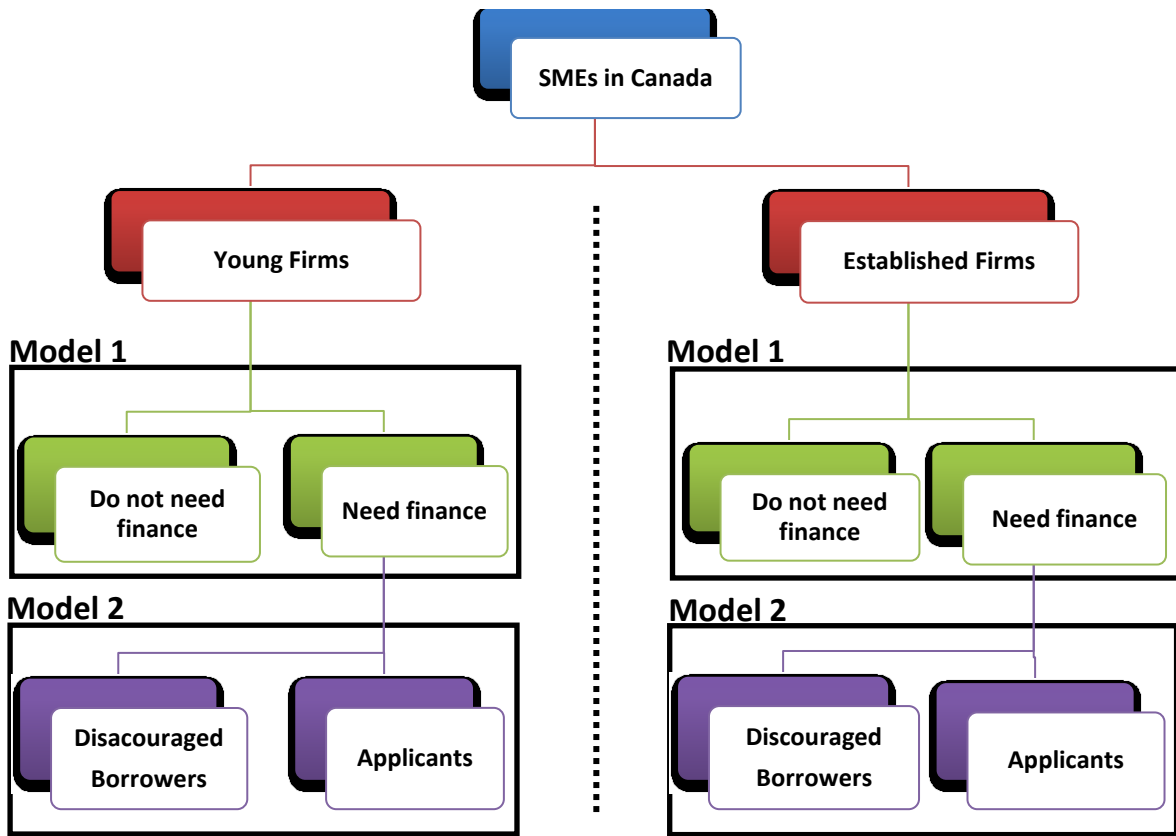 SMEs in Canada
Young Firms
Established Firms
Model 1
Model 1
Do not need
finance
Need finance
Do not need
finance
Need finance
Model 2
Model 2
Disacouraged
Borrowers
Applicants
Discouraged
Borrowers
Applicants